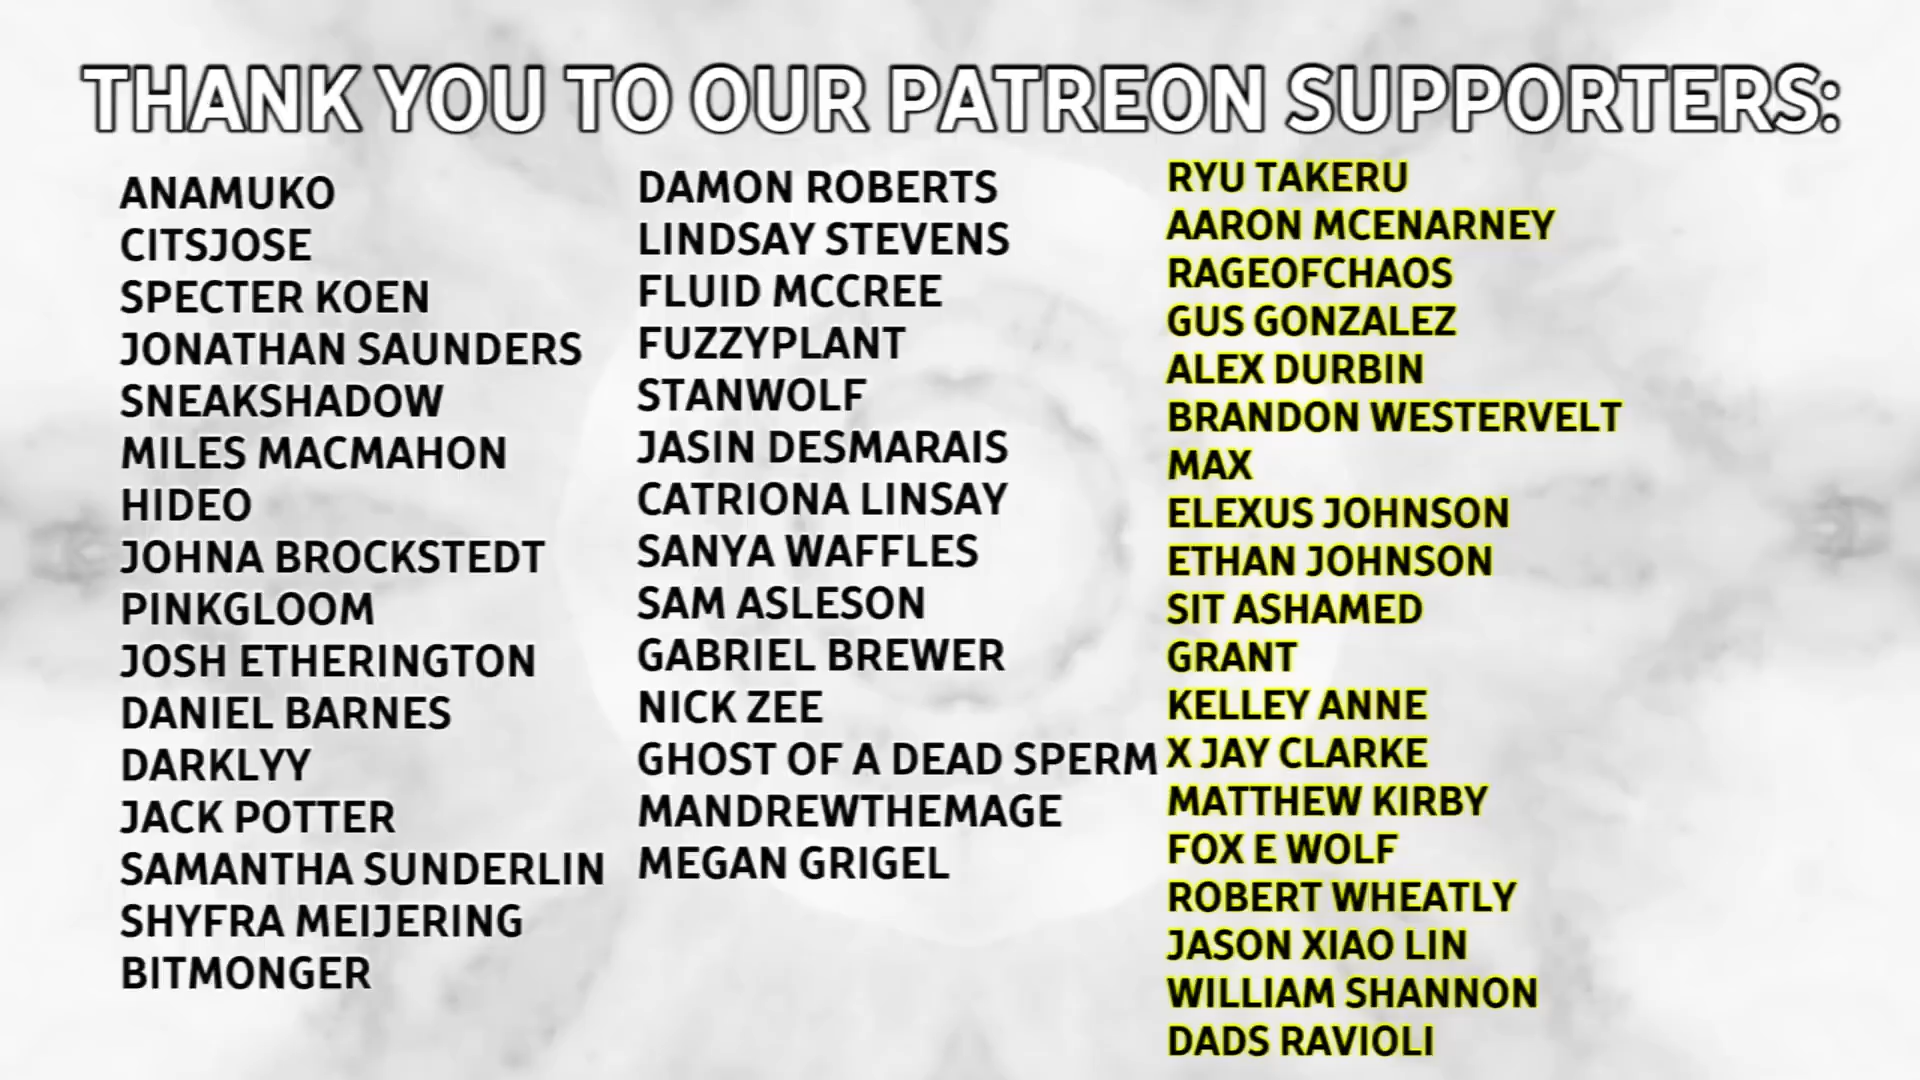 THANK YOU TO OUR PATREON SUPPORTERS:
ANAMUKO
CITSJOSE
SPECTER KOEN
JONATHAN SAUNDERS
SNEAKSHADOW
MILES MACMAHON
HIDEO
JOHNA BROCKSTEDT
PINKGLOOM
JOSH ETHERINGTON
DANIEL BARNES
DARKLYY
JACK POTTER
SAMANTHA SUNDERLIN
SHYFRA MEIJERING
BITMONGER
DAMON ROBERTS
LINDSAY STEVENS
FLUID MCCREE
FUZZYPLANT
STANWOLF
JASIN DESMARAIS
CATRIONA LINSAY
SANYA WAFFLES
SAM ASLESON
GABRIEL BREWER
NICK ZEE
GHOST OF A DEAD SPERM
MANDREWTHEMAGE
MEGAN GRIGEL
RYU TAKERU
AARON MCENARNEY
RAGEOFCHAOS
GUS GONZALEZ
ALEX DURBIN
BRANDON WESTERVELT
MAX
ELEXUS JOHNSON
ETHAN JOHNSON
SIT ASHAMED
GRANT
KELLEY ANNE
X JAY CLARKE
MATTHEW KIRBY
FOX E WOLF
ROBERT WHEATLY
JASON XIAO LIN
WILLIAM SHANNON
DADS RAVIOLI